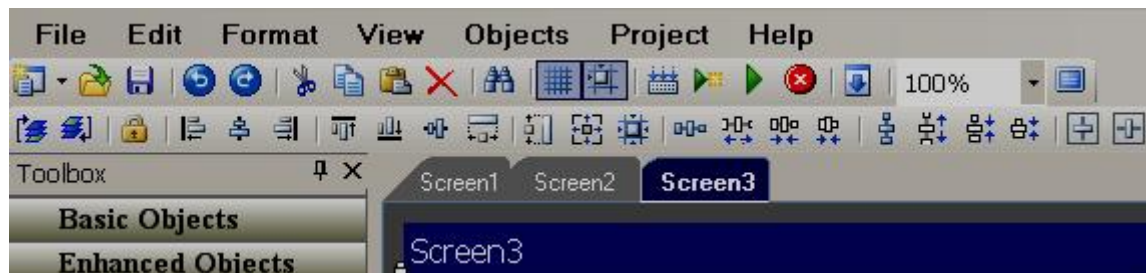 File Edit Format View Objects Project Help
100%
Toolbox
Screen1 Screen2 Screen3
Basic Objects
Screen3
Enhanced Objects